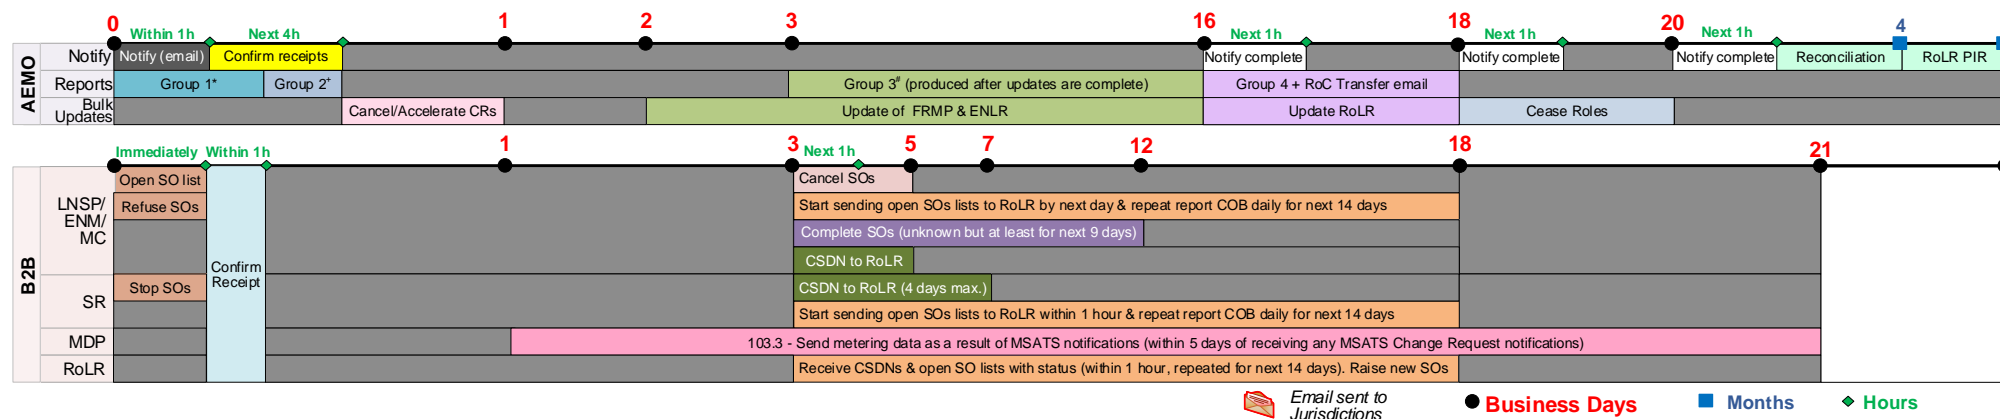 0 1 2 3 16 18 20 4
Within 1h Next 4h Next 1h Next 1h Next 1h
AEMO
Notify
Notify (email) Confirm receipts Notify complete Notify complete Notify complete Reconciliation RoLR PIR
Reports
Group 1* Group 2+ Group 3# (produced after updates are complete) Group 4 + RoC Transfer email
Bulk
Updates
Cancel/Accelerate CRs Update of FRMP & ENLR Update RoLR Cease Roles
1 3 5 7 12 18 21
Immediately Within 1h Next 1h
B2B
LNSP/
ENM/
MC
Open SO list Cancel SOs
Refuse SOs Start sending open SOs lists to RoLR by next day & repeat report COB daily for next 14 days
Complete SOs (unknown but at least for next 9 days)
Confirm
Receipt
CSDN to RoLR
SR
Stop SOs CSDN to RoLR (4 days max.)
Start sending open SOs lists to RoLR within 1 hour & repeat report COB daily for next 14 days
MDP
103.3 - Send metering data as a result of MSATS notifications (within 5 days of receiving any MSATS Change Request notifications)
RoLR
Receive CSDNs & open SO lists with status (within 1 hour, repeated for next 14 days). Raise new SOs
Email sent to
Jurisdictions
Business Days Months Hours